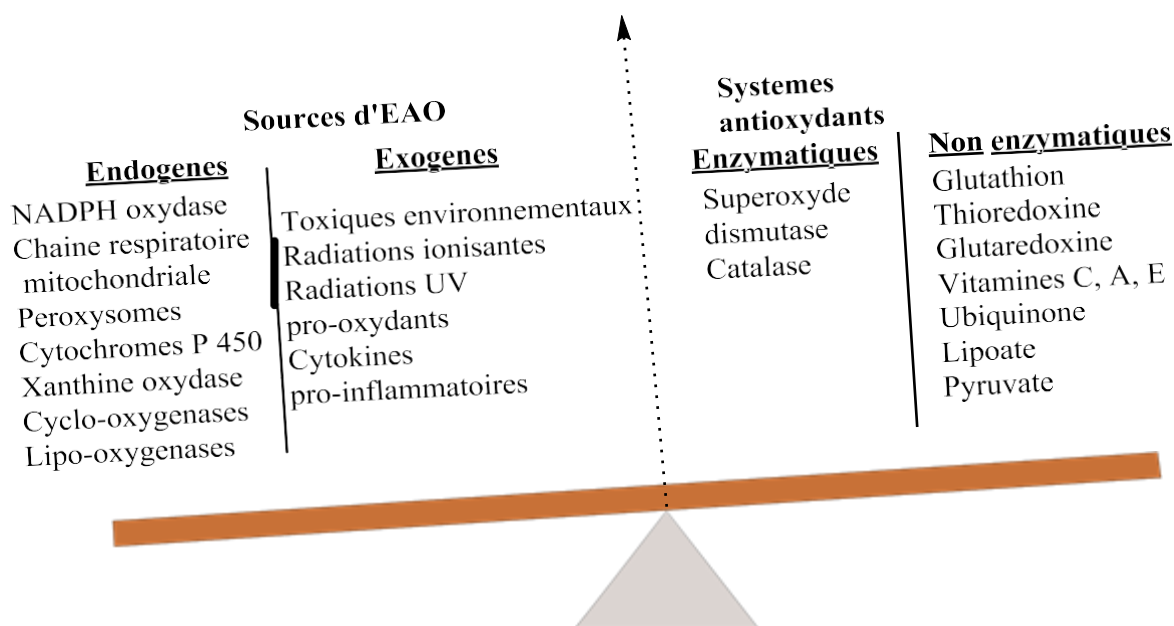 Sources d'EAO
Endogenes
NADPH oxydase
Chaine respiratoire
mitochondriale
Peroxysomes
Cytochromes P 450
Xanthine oxydase
Cyclo-oxygenases
Lipo-oxygenases
Exogenes
Toxiques environnementaux
Radiations ionisantes
Radiations UV
pro-oxydants
Cytokines
pro-inflammatoires
Systemes
antioxydants
Enzymatiques
Superoxyde
dismutase
Catalase
Non enzymatiques
Glutathion
Thioredoxine
Glutaredoxine
Vitamines C, A, E
Ubiquinone
Lipoate
Pyruvate